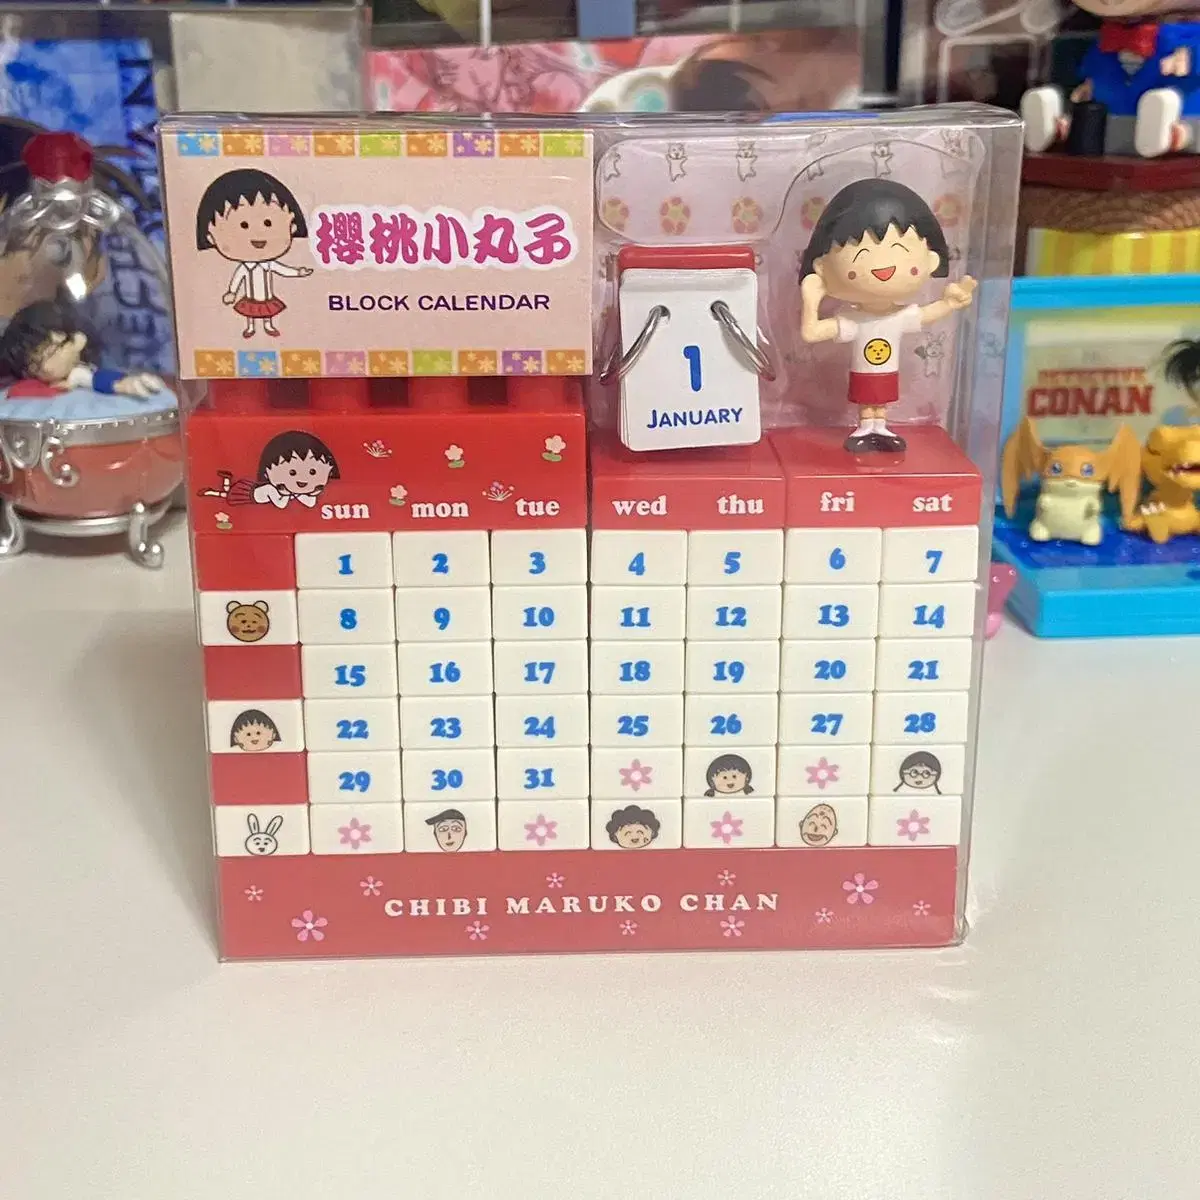 櫻桃小丸子
BLOCK CALENDAR
1
JANUARY
sun mon tue wed thu fri sat
1 2 3 4 5 6 7
8 9 10 11 12 13 14
15 16 17 18 19 20 21
22 23 24 25 26 27 28
29 30 31
CHIBI MARUKO CHAN
DETECTIVE
CONAN